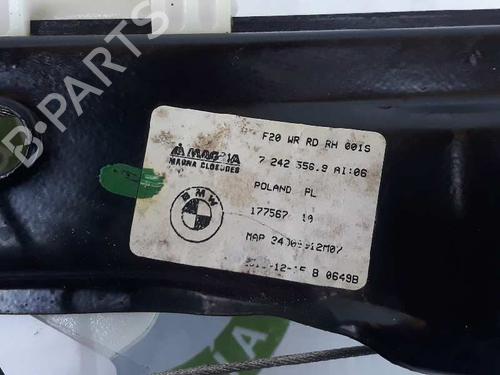 F20 WR RD RH 001S
MAGNA
MAGNA CLOSURES
7 242 556.9 AI:06
POLAND PL
BMW
177567 10
B 0649B